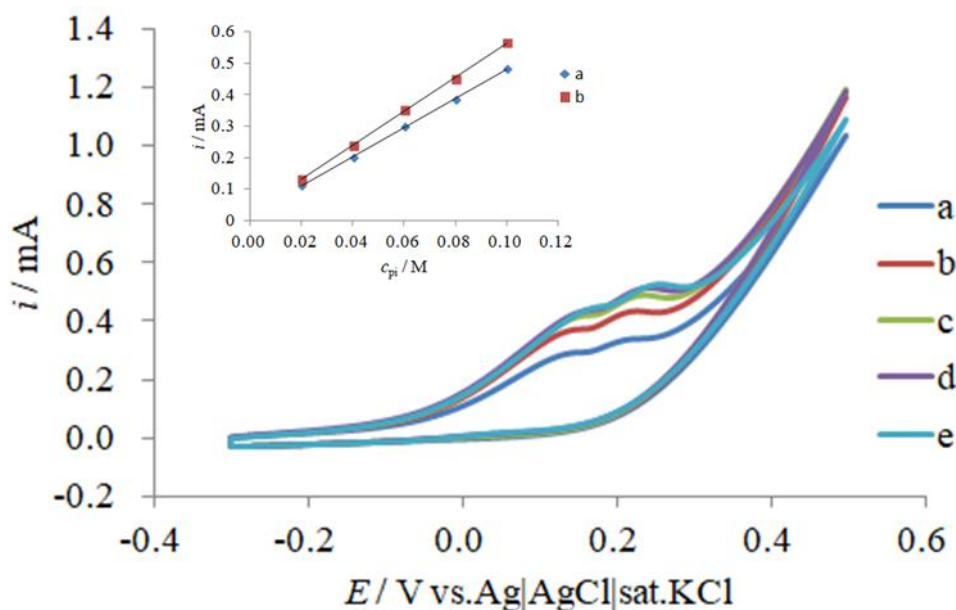 1.4
1.2
1.0
0.8
0.6
0.4
0.2
0.0
-0.2
i / mA
-0.4 -0.2 0.0 0.2 0.4 0.6
E / V vs.Ag|AgCl|sat.KCl
0.6
0.5
0.4
0.3
0.2
0.1
0
i / mA
0.00 0.02 0.04 0.06 0.08 0.10 0.12
cpi / M
a
b
a
b
c
d
e